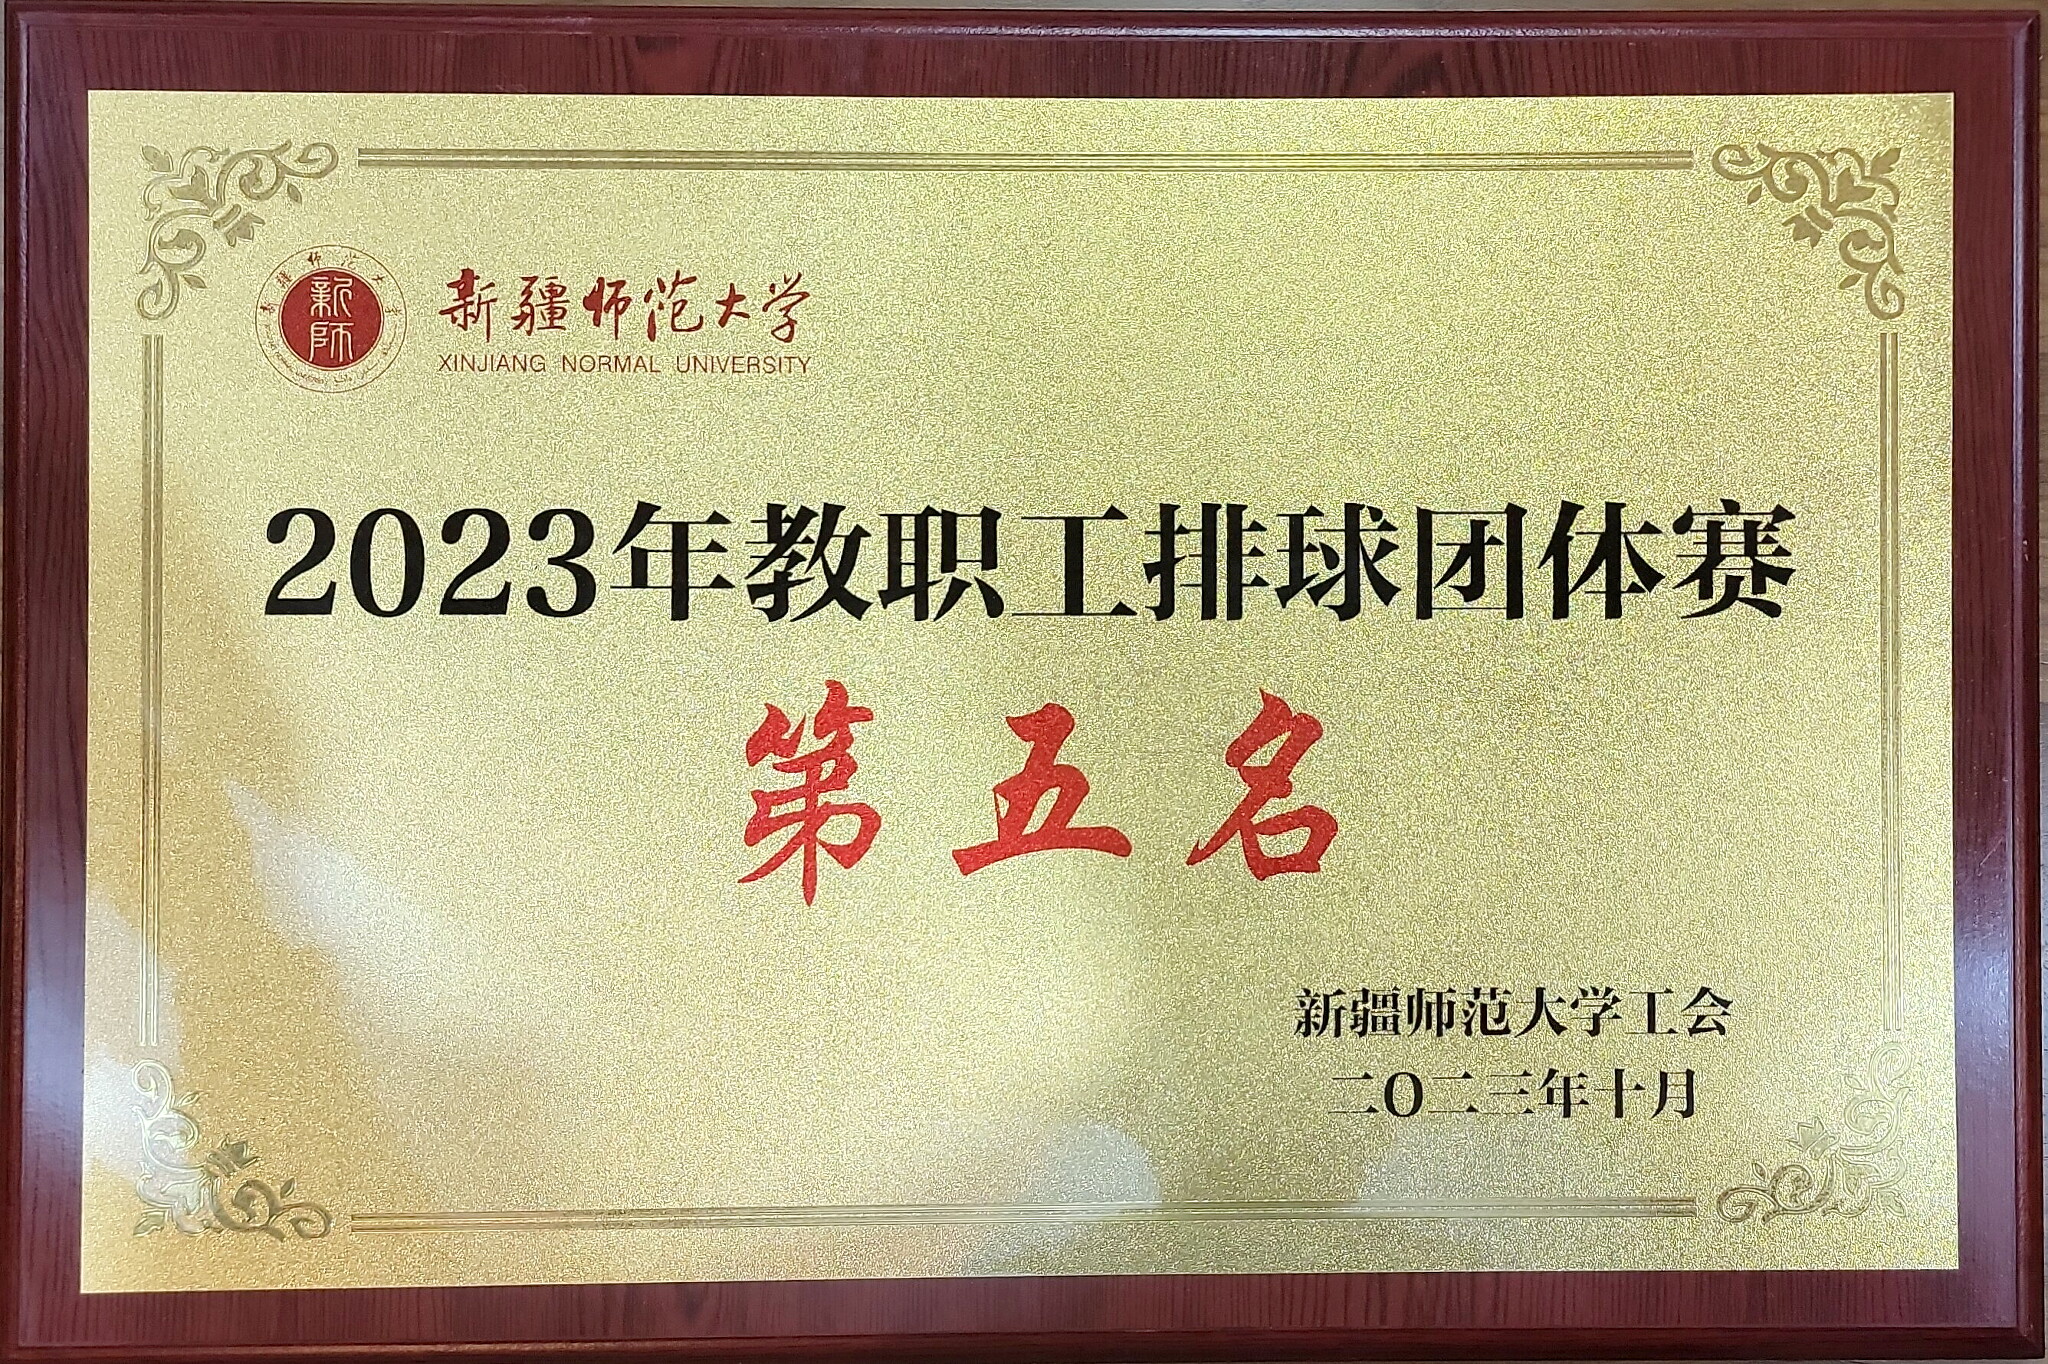 新师
新疆师范大学
XINJIANG NORMAL UNIVERSITY
2023年教职工排球团体赛
第五名
新疆师范大学工会
二〇二三年十月